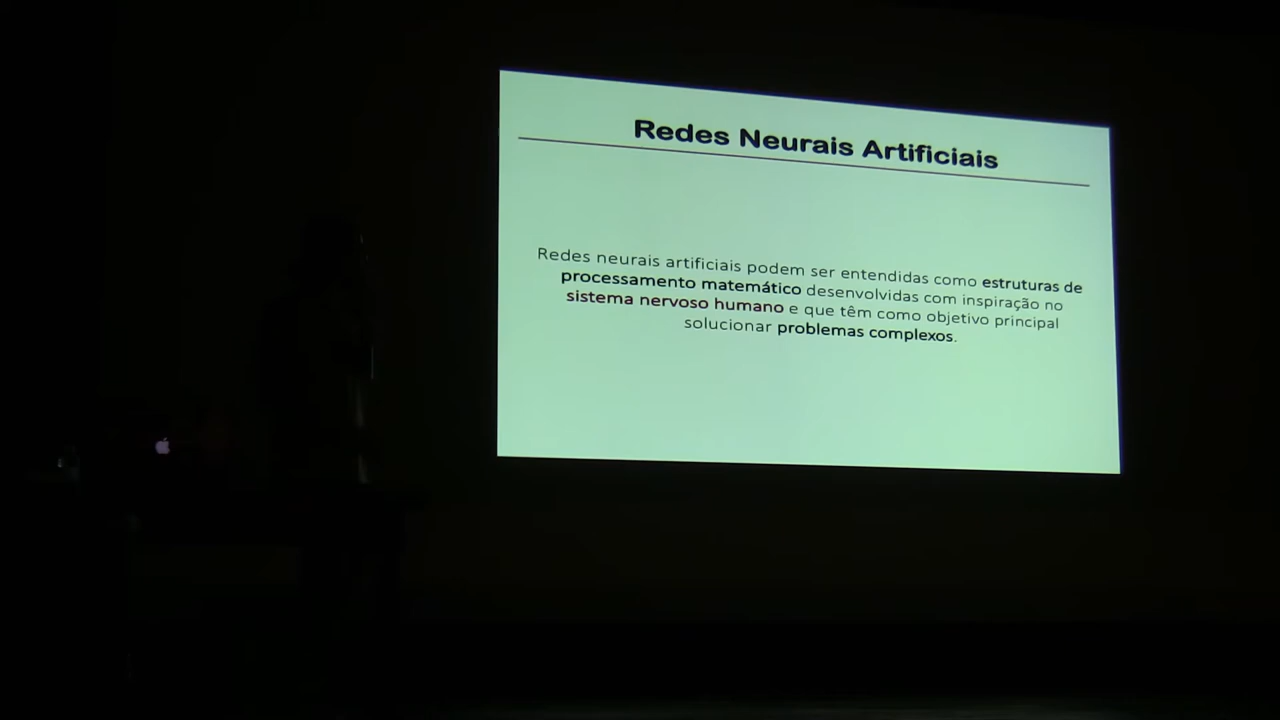 Redes Neurais Artificiais
Redes neurais artificiais podem ser entendidas como estruturas de
processamento matemático desenvolvidas com inspiração no
sistema nervoso humano e que têm como objetivo principal
solucionar problemas complexos.